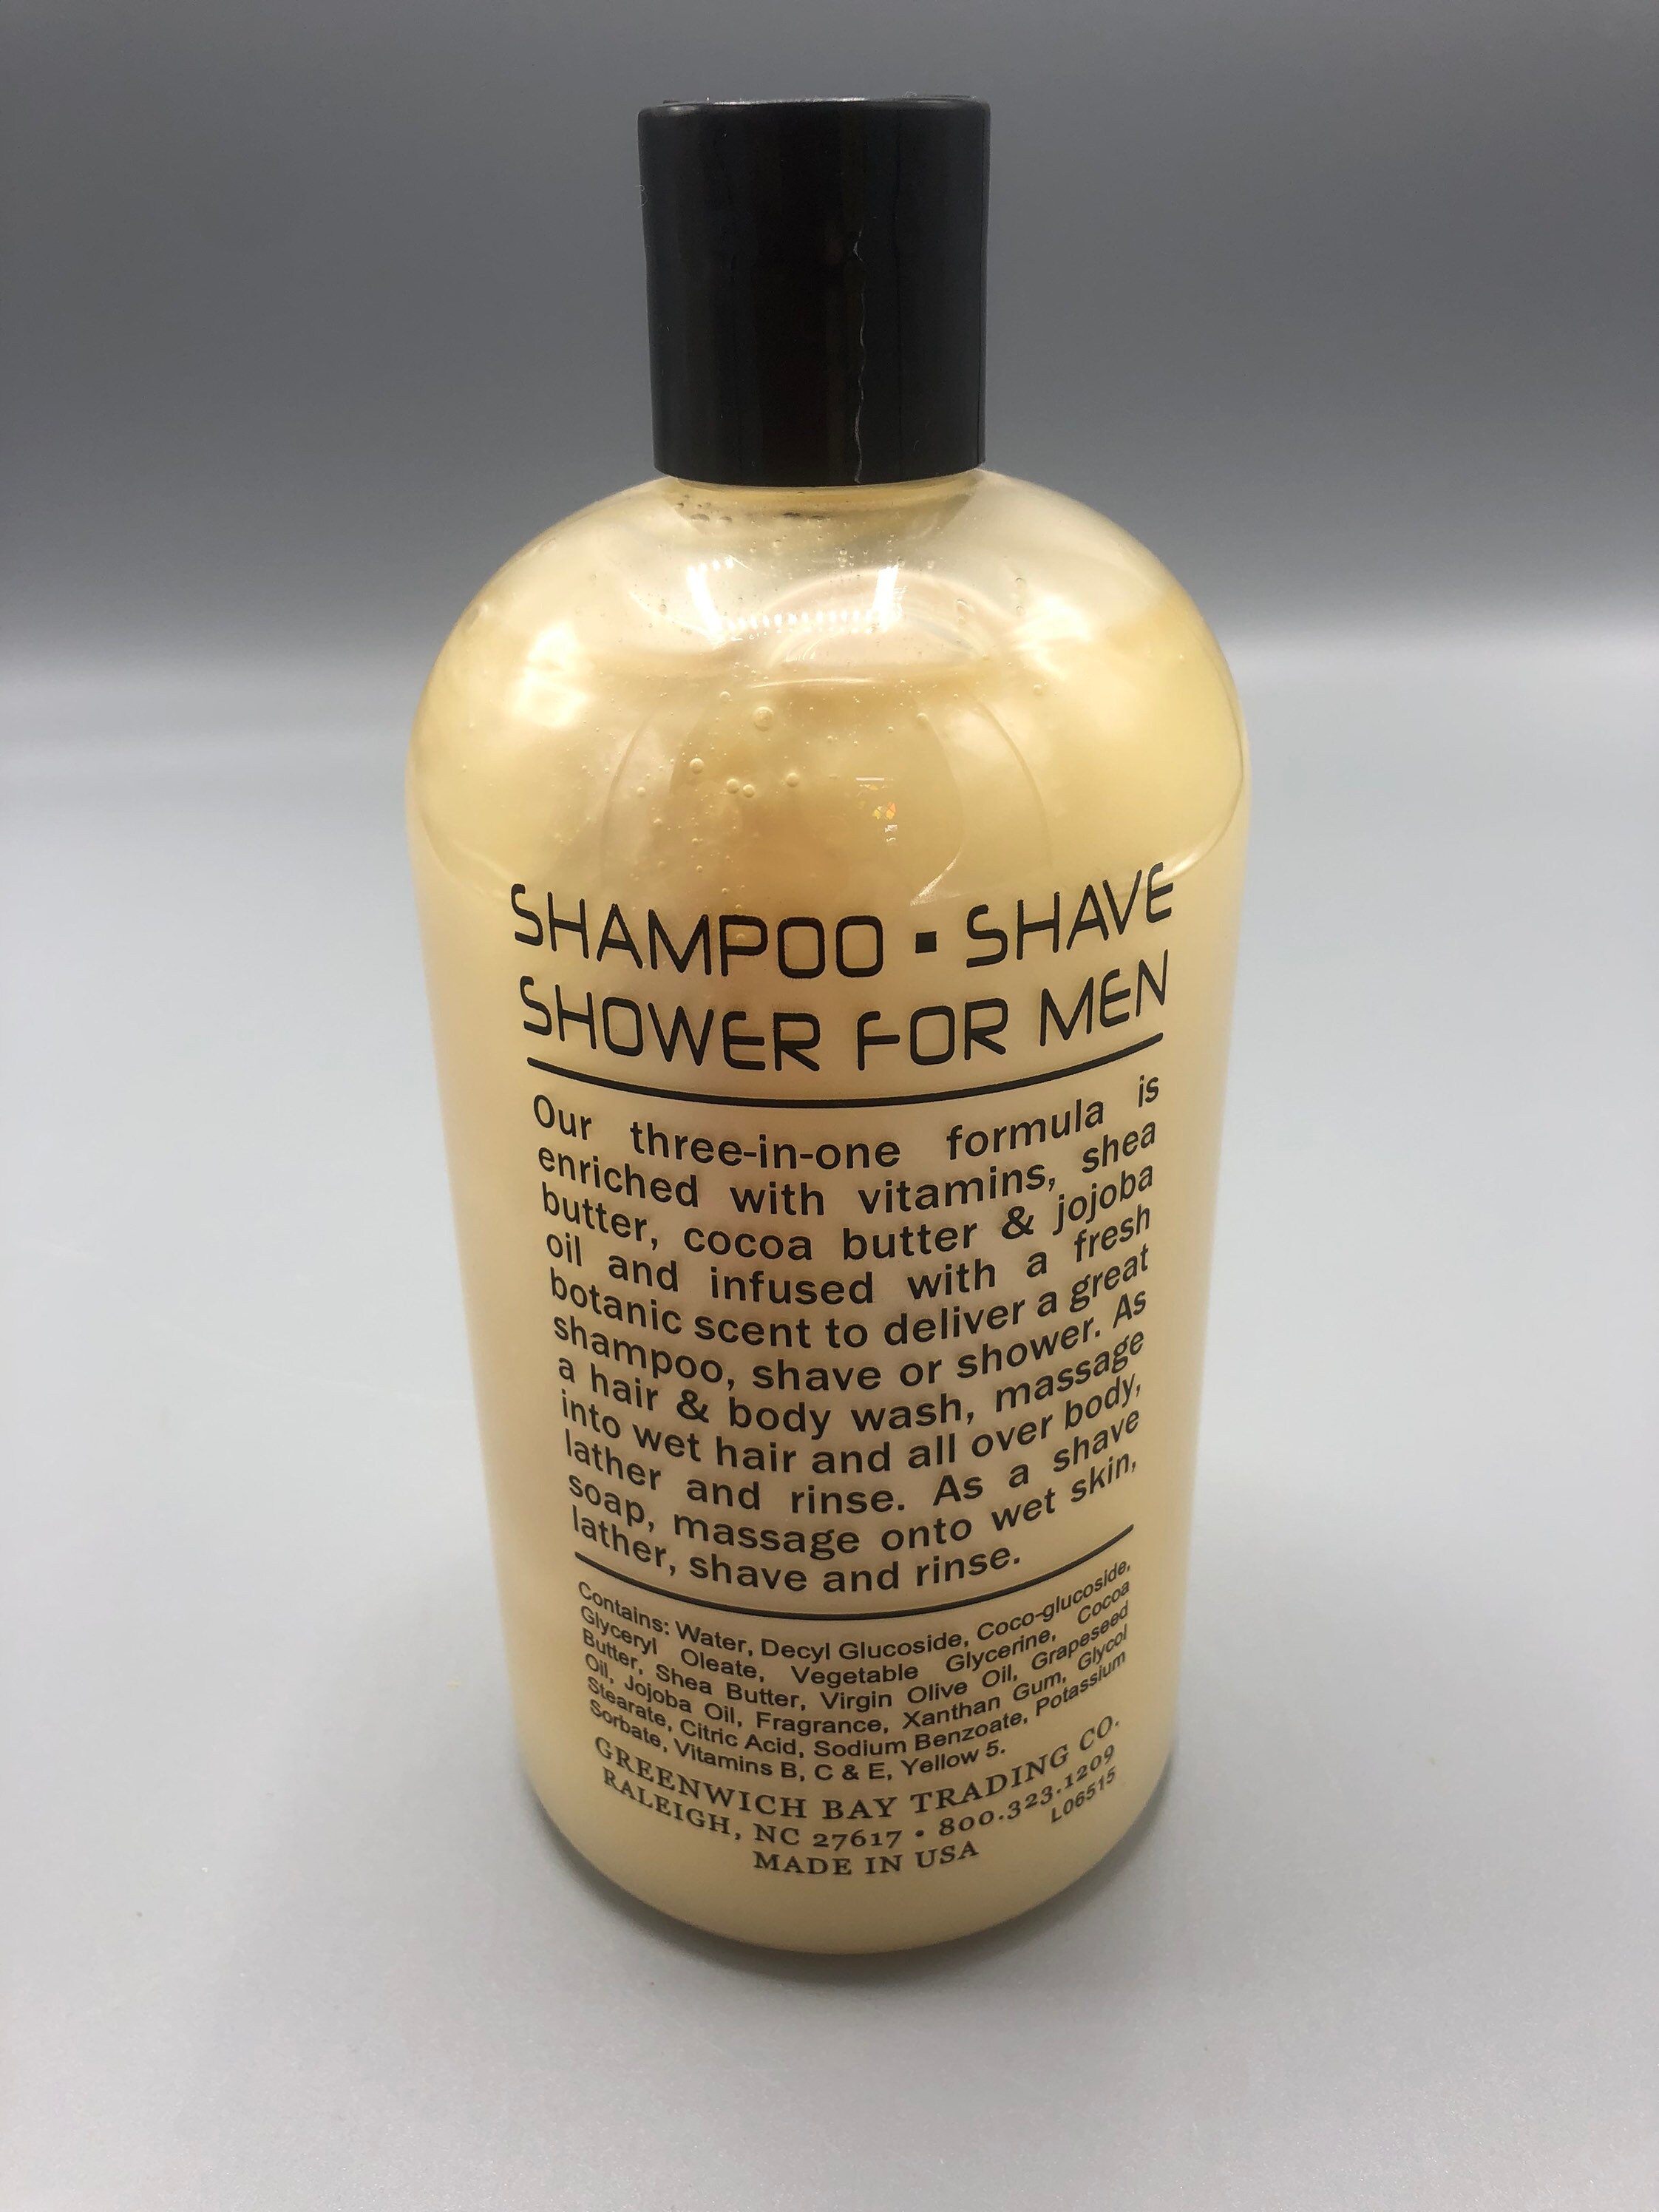 SHAMPOO ▪ SHAVE
SHOWER FOR MEN
Our three-in-one formula is
enriched with vitamins, shea
butter, cocoa butter & jojoba
oil and infused with a fresh
botanic scent to deliver a great
shampoo, shave or shower. As
a hair & body wash, massage
into wet hair and all over body,
lather and rinse. As a shave
soap, massage onto wet skin,
lather, shave and rinse.
Contains: Water, Decyl Glucoside, Coco-glucoside,
Glyceryl Oleate, Vegetable Glycerine, Cocoa
Butter, Shea Butter, Virgin Olive Oil, Grapeseed
Oil, Jojoba Oil, Fragrance, Xanthan Gum, Glycol
Stearate, Citric Acid, Sodium Benzoate, Potassium
Sorbate, Vitamins B, C & E, Yellow 5.
GREENWICH BAY TRADING CO.
RALEIGH, NC 27617 • 800.323.1209
MADE IN USA
L06515